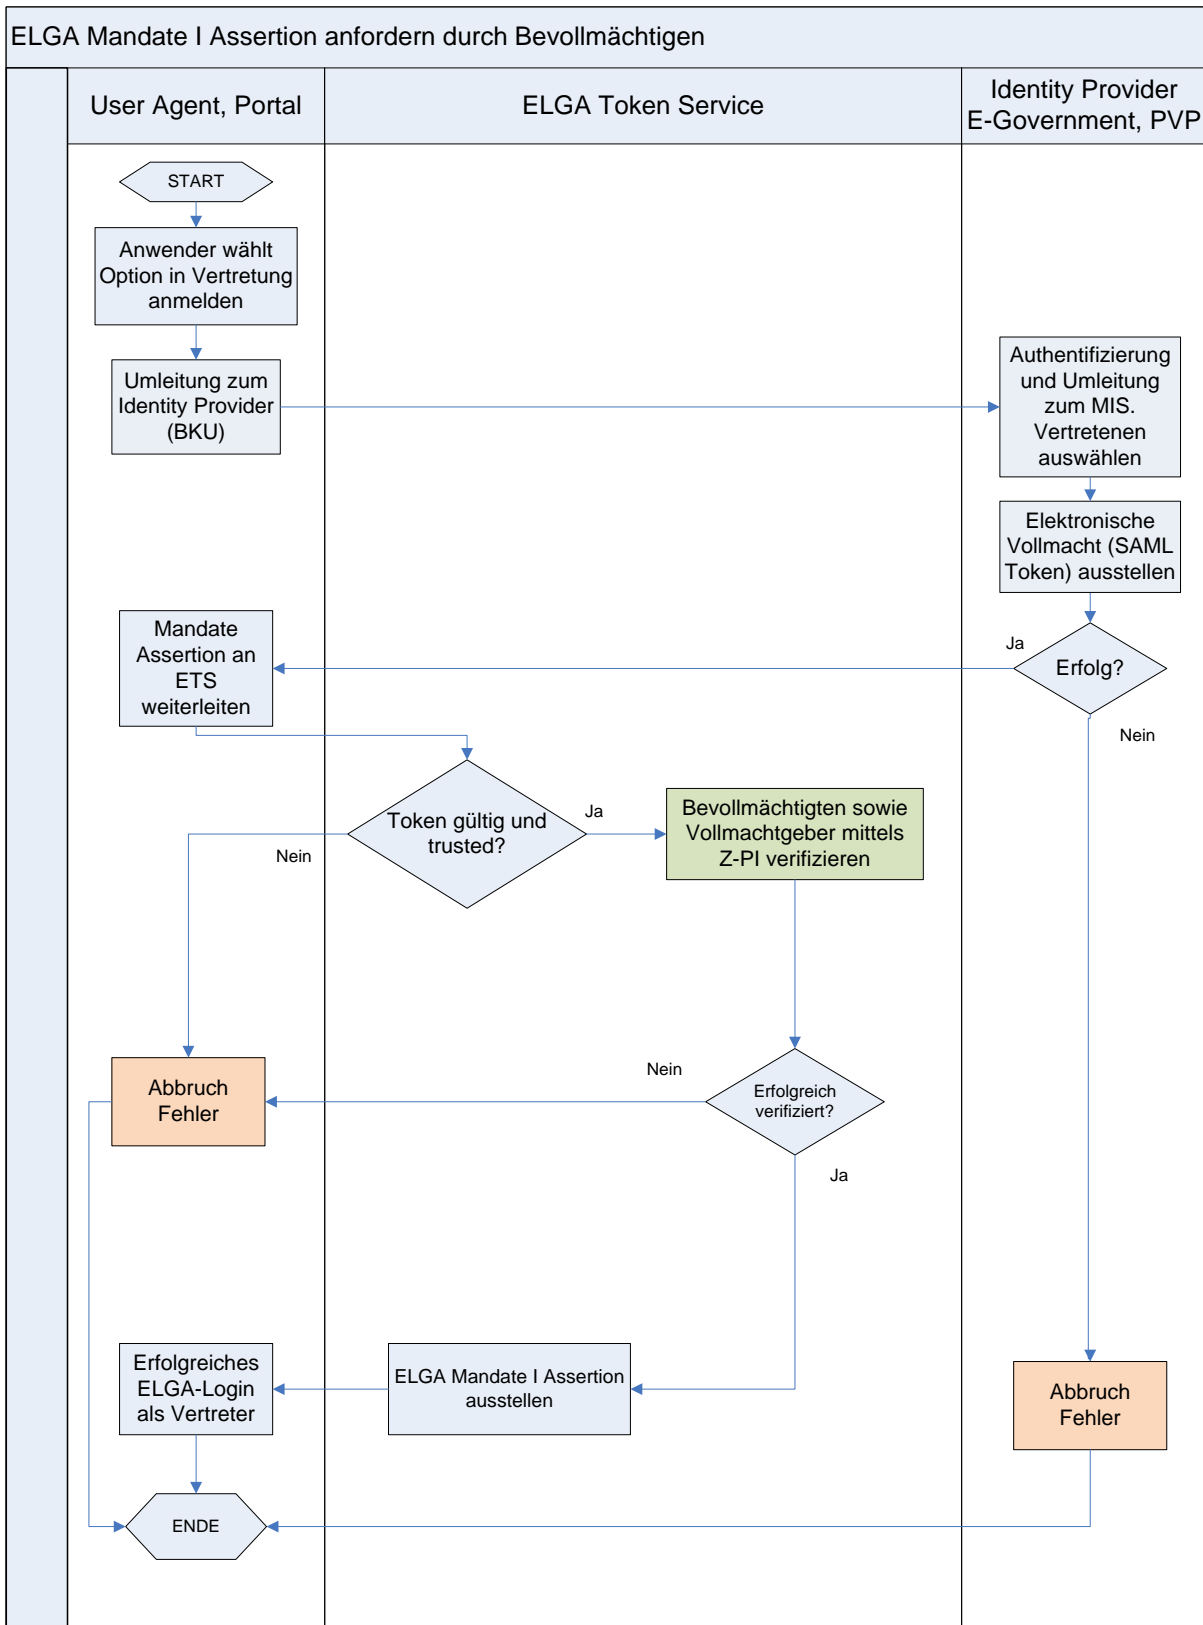 ELGA Mandate I Assertion anfordern durch Bevollmächtigen
User Agent, Portal
ELGA Token Service
Identity Provider
E-Government, PVP
START
Anwender wählt
Option in Vertretung
anmelden
Umleitung zum
Identity Provider
(BKU)
Authentifizierung
und Umleitung
zum MIS.
Vertretenen
auswählen
Elektronische
Vollmacht (SAML
Token) ausstellen
Erfolg?
Ja
Nein
Mandate
Assertion an
ETS
weiterleiten
Token gültig und
trusted?
Ja
Nein
Bevollmächtigten sowie
Vollmachtgeber mittels
Z-PI verifizieren
Erfolgreich
verifiziert?
Nein
Ja
Abbruch
Fehler
Erfolgreiches
ELGA-Login
als Vertreter
ELGA Mandate I Assertion
ausstellen
Abbruch
Fehler
ENDE